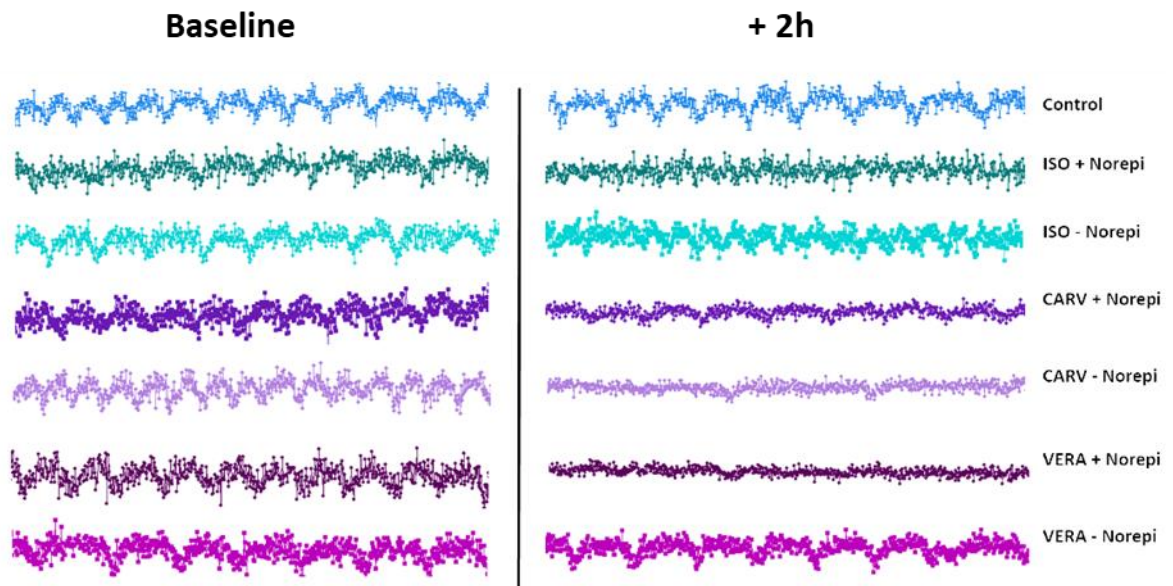 Baseline
+ 2h
Control
ISO + Norepi
ISO - Norepi
CARV + Norepi
CARV - Norepi
VERA + Norepi
VERA - Norepi